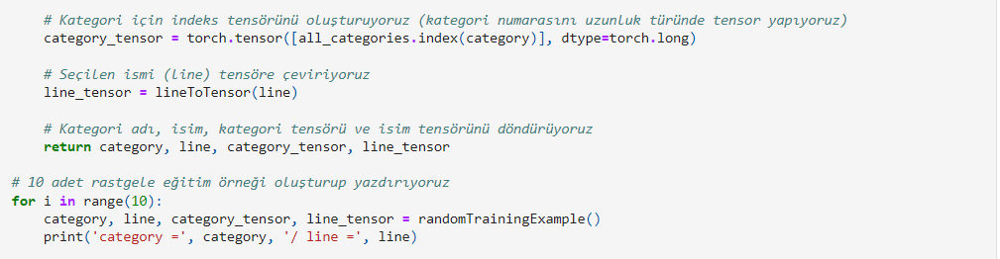 # Kategori için indeks tensörünü oluşturuyoruz (kategori numarasını uzunluk türünde tensor yapıyoruz)
category_tensor = torch.tensor([all_categories.index(category)], dtype=torch.long)
# Seçilen ismi (line) tensöre çeviriyoruz
line_tensor = lineToTensor(line)
# Kategori adı, isim, kategori tensörü ve isim tensörünü döndürüyoruz
return category, line, category_tensor, line_tensor
# 10 adet rastgele eğitim örneği oluşturup yazdırıyoruz
for i in range(10):
category, line, category_tensor, line_tensor = randomTrainingExample()
print('category =', category, '/ line =', line)